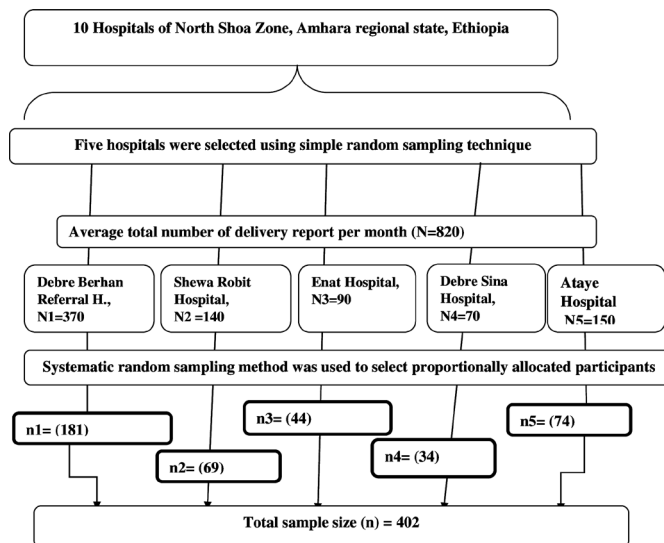 10 Hospitals of North Shoa Zone, Amhara regional state, Ethiopia
Five hospitals were selected using simple random sampling technique
Average total number of delivery report per month (N=820)
Debre Berhan
Referral H.,
N1=370
Shewa Robit
Hospital,
N2 =140
Enat Hospital,
N3=90
Debre Sina
Hospital,
N4=70
Ataye
Hospital
N5=150
Systematic random sampling method was used to select proportionally allocated participants
n1= (181)
n2= (69)
n3= (44)
n4= (34)
n5= (74)
Total sample size (n) = 402